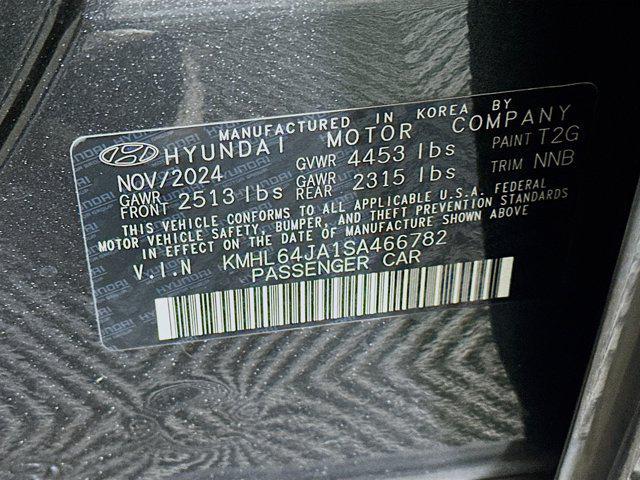 MANUFACTURED IN KOREA BY
HYUNDAI MOTOR COMPANY
NOV/2024 GVWR 4453 lbs PAINT T2G
GAWR FRONT 2513 lbs GAWR REAR 2315 lbs TRIM NNB
THIS VEHICLE CONFORMS TO ALL APPLICABLE U.S.A. FEDERAL
MOTOR VEHICLE SAFETY, BUMPER, AND THEFT PREVENTION STANDARDS
IN EFFECT ON THE DATE OF MANUFACTURE SHOWN ABOVE
V.I.N KMHL64JA1SA466782
PASSENGER CAR